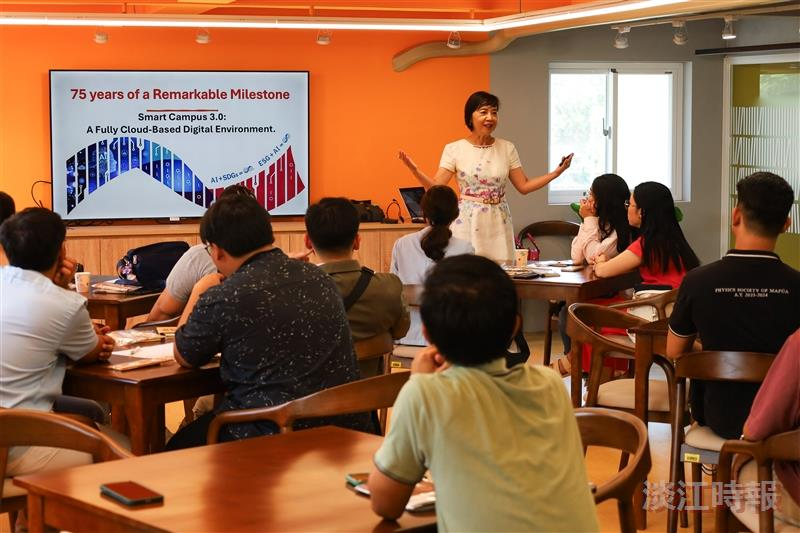 75 years of a Remarkable Milestone
Smart Campus 3.0:
A Fully Cloud-Based Digital Environment.
AI+SDGs=∞
ESG+AI=∞
PHYSICS SOCIETY OF MAPÚA
A.Y. 2023-2024
淡江時報